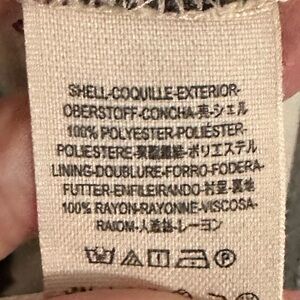 SHELL-COQUILLE-EXTERIOR-
OBERSTOFF-CONCHA-売-シェル
100% POLYESTER-POLIÉSTER-
POLIESTERE-聚酯纖維-ポリエステル
LINING-DOUBLURE-FORRO-FODERA-
FUTTER-ENFILEIRANDO-衬里-裏地
100% RAYON-RAYONNE-VISCOSA-
RAION-人造絲-レーヨン